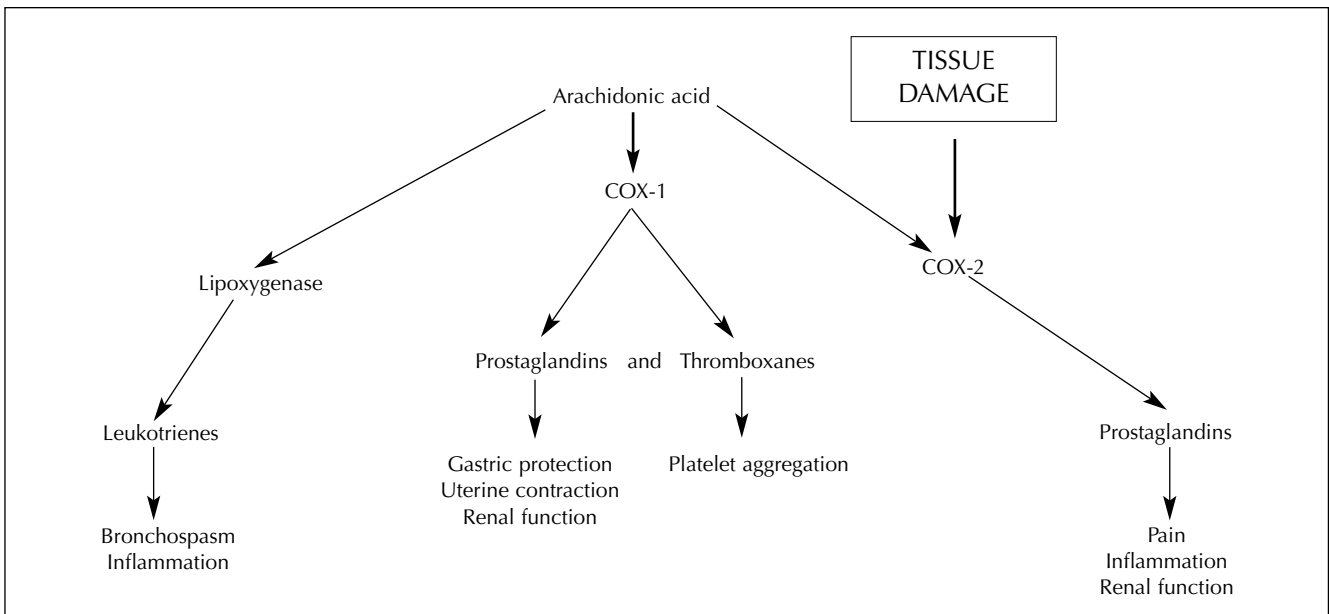 TISSUE
DAMAGE
Arachidonic acid
COX-1
COX-2
Lipoxygenase
Prostaglandins and Thromboxanes
Leukotrienes
Prostaglandins
Gastric protection
Uterine contraction
Renal function
Platelet aggregation
Bronchospasm
Inflammation
Pain
Inflammation
Renal function